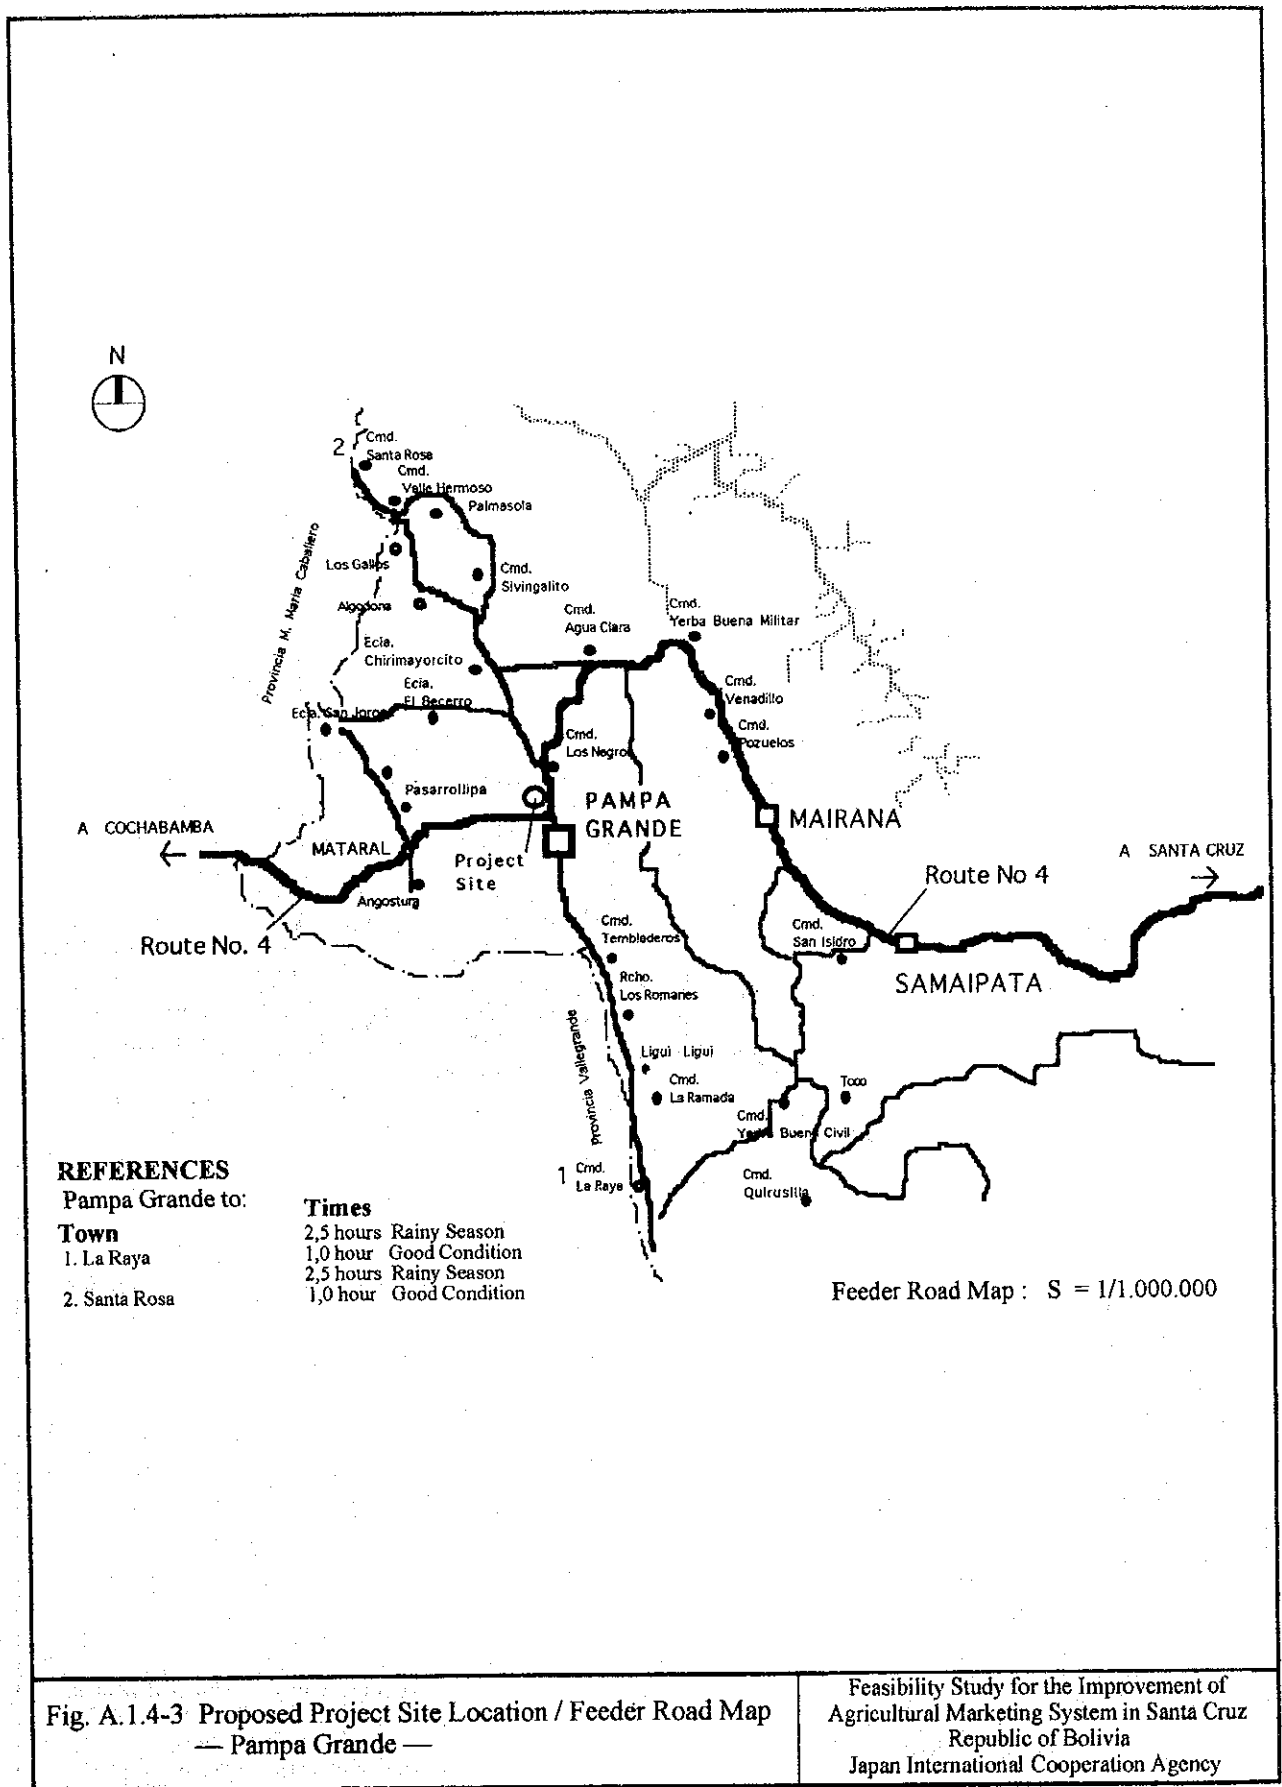 N
2
Cmd.
Santa Rosa
Cmd.
Valle Hermoso
Palmasola
Provincia M. Maria Caballero
Los Gallos
Cmd.
Sivingalito
Algodona
Cmd.
Agua Clara
Cmd.
Yerba Buena Militar
Ecia.
Chirimayorcito
Ecia.
El Becerro
Cmd.
Venadillo
Ecia. San Jorge
Cmd.
Los Negros
Cmd.
Pozuelos
Pasarrollipa
PAMPA
GRANDE
MAIRANA
A COCHABAMBA
MATARAL
Project
Site
A SANTA CRUZ
Route No 4
Angostura
Route No. 4
Cmd.
Tembladeros
Cmd.
San Isidro
SAMAIPATA
Rcho.
Los Romanes
Provincia Vallegrande
Ligui Ligui
Cmd.
La Ramada
Toco
Cmd.
Yerba Buena Civil
1
Cmd.
La Raya
Cmd.
Quirusilla
REFERENCES
Pampa Grande to:
Town Times
2,5 hours Rainy Season
1. La Raya 1,0 hour Good Condition
2,5 hours Rainy Season
2. Santa Rosa 1,0 hour Good Condition
Feeder Road Map : S = 1/1.000.000
Fig. A.1.4-3 Proposed Project Site Location / Feeder Road Map
— Pampa Grande —
Feasibility Study for the Improvement of
Agricultural Marketing System in Santa Cruz
Republic of Bolivia
Japan International Cooperation Agency